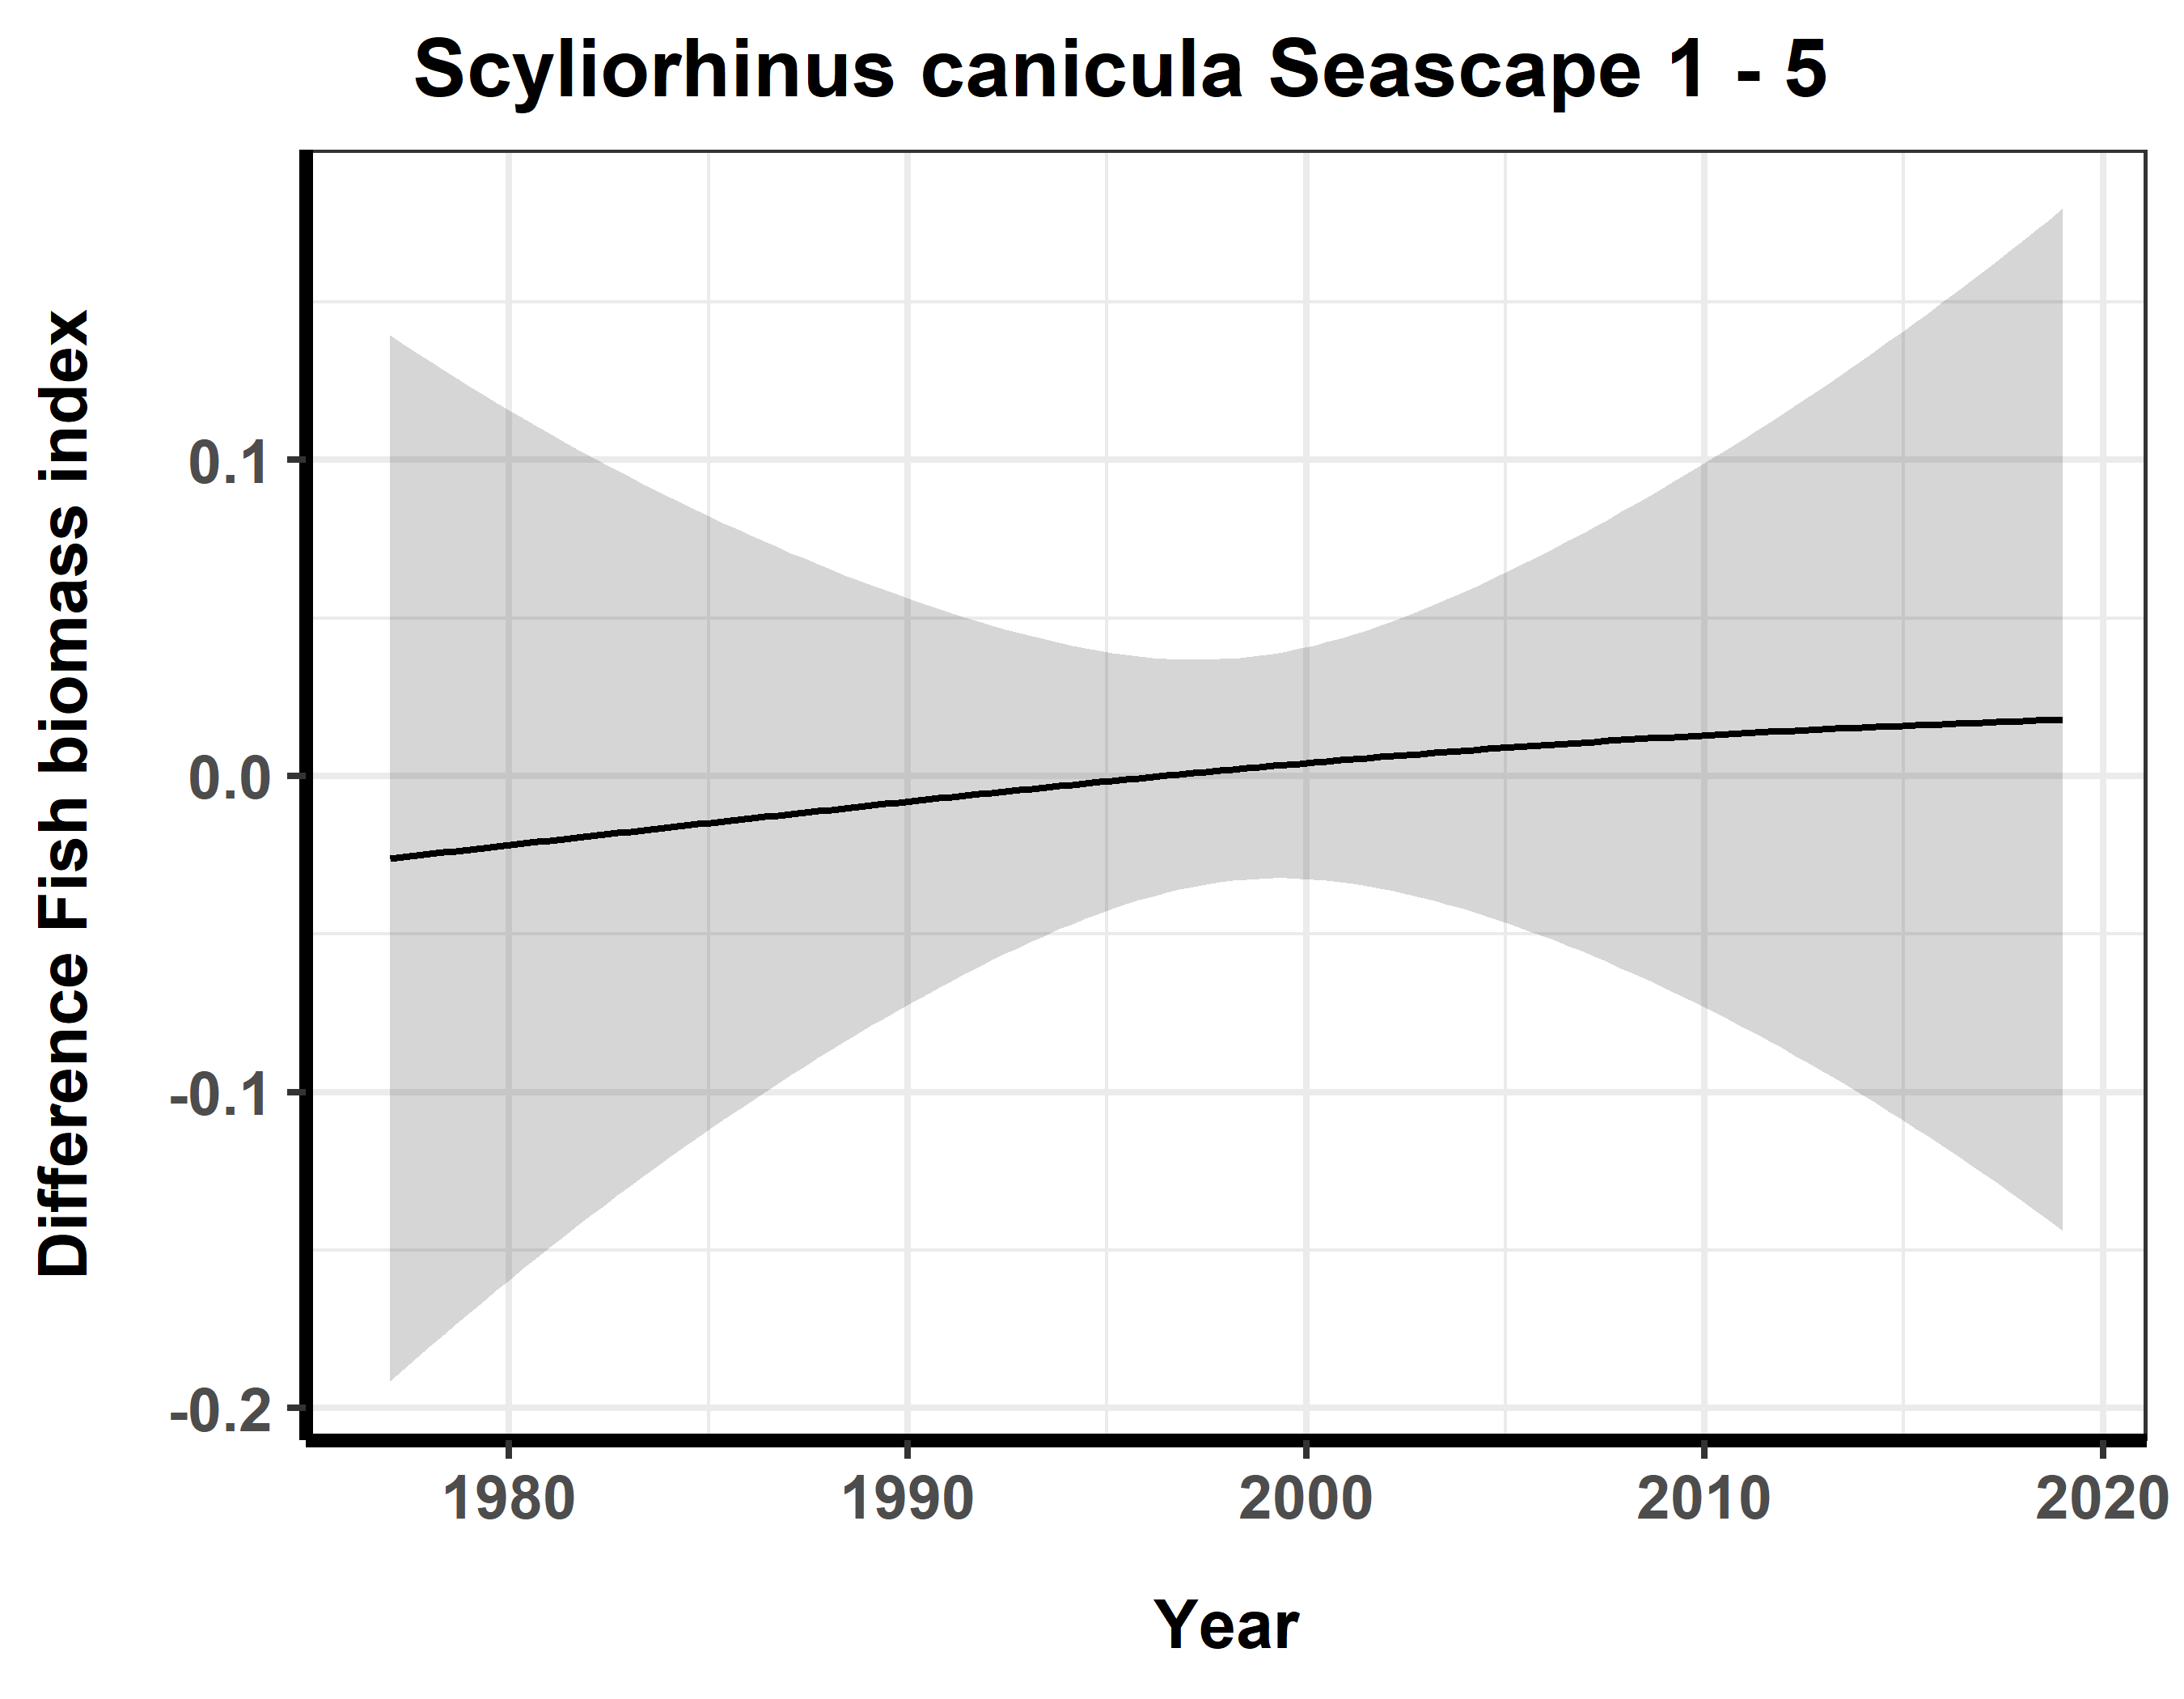 Scyliorhinus canicula Seascape 1 - 5
Difference Fish biomass index
0.1
0.0
-0.1
-0.2
1980 1990 2000 2010 2020
Year